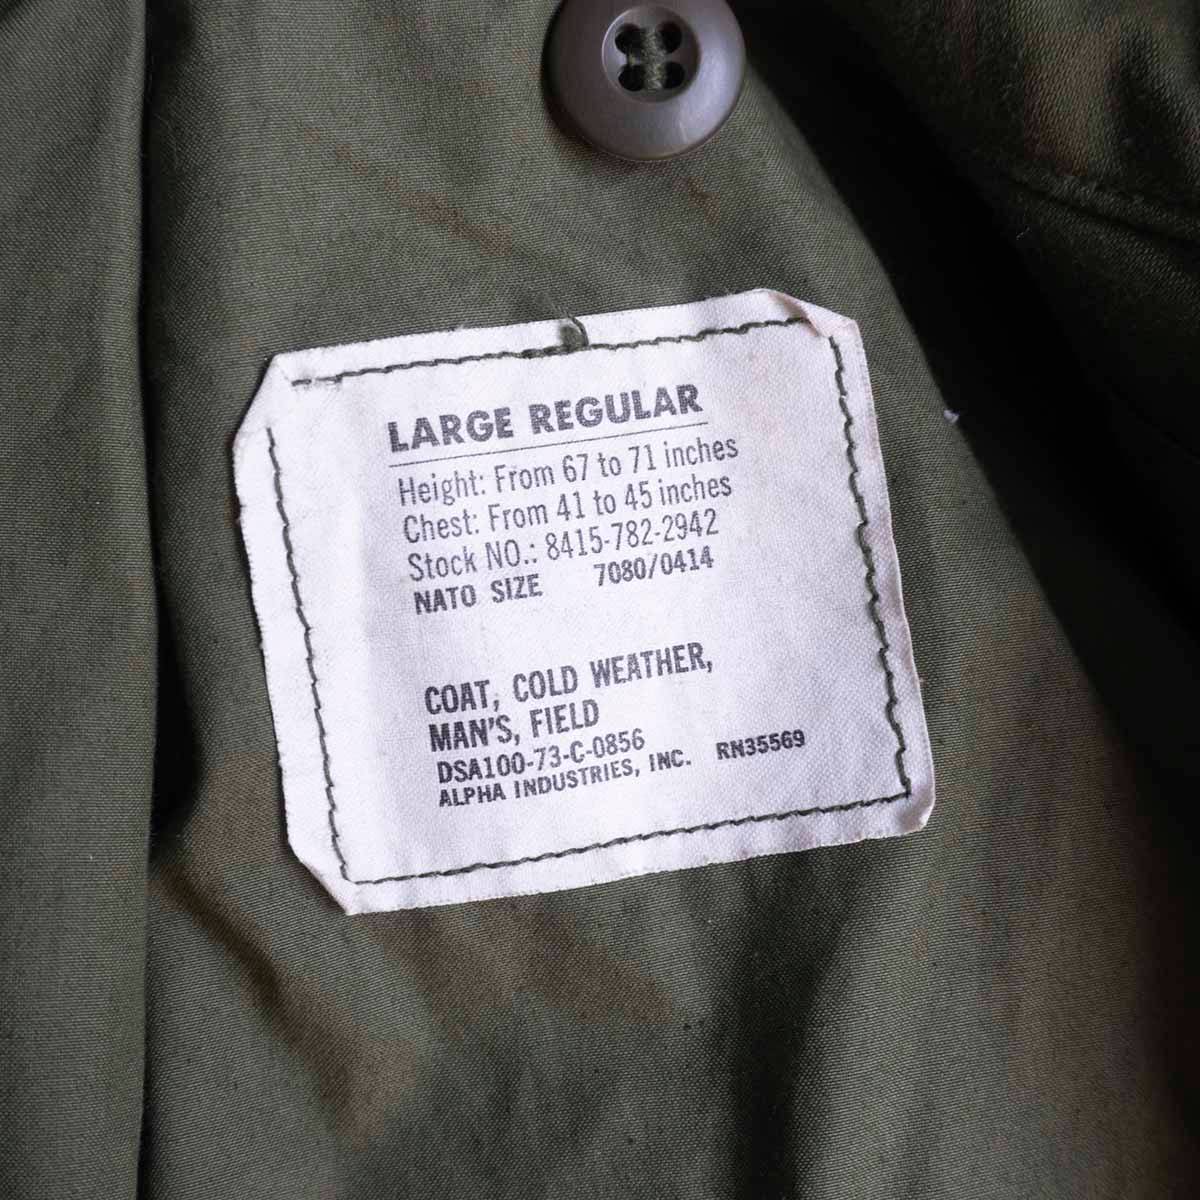 LARGE REGULAR
Height: From 67 to 71 inches
Chest: From 41 to 45 inches
Stock NO.: 8415-782-2942
NATO SIZE 7080/0414
COAT, COLD WEATHER,
MAN'S, FIELD
DSA100-73-C-0856
ALPHA INDUSTRIES, INC. RN35569